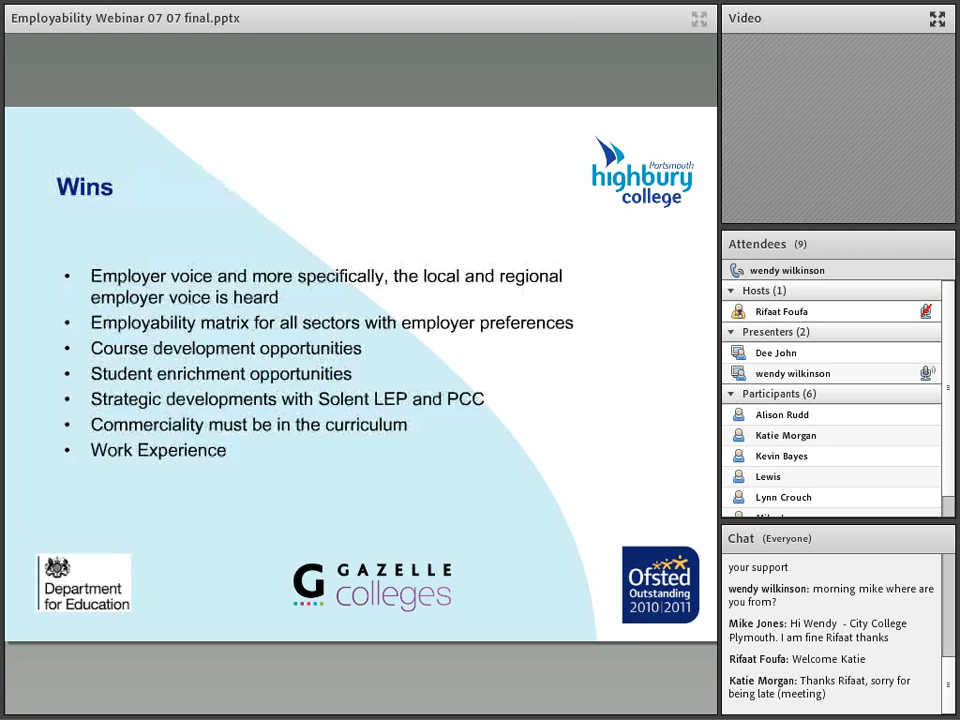 Employability Webinar 07 07 final.pptx
Portsmouth
highbury
college
Wins
• Employer voice and more specifically, the local and regional
employer voice is heard
• Employability matrix for all sectors with employer preferences
• Course development opportunities
• Student enrichment opportunities
• Strategic developments with Solent LEP and PCC
• Commerciality must be in the curriculum
• Work Experience
Department
for Education
G GAZELLE
colleges
Ofsted
Outstanding
2010|2011
Video
Attendees (9)
wendy wilkinson
Hosts (1)
Rifaat Foufa
Presenters (2)
Dee John
wendy wilkinson
Participants (6)
Alison Rudd
Katie Morgan
Kevin Bayes
Lewis
Lynn Crouch
Chat (Everyone)
your support
wendy wilkinson: morning mike where are
you from?
Mike Jones: Hi Wendy - City College
Plymouth. I am fine Rifaat thanks
Rifaat Foufa: Welcome Katie
Katie Morgan: Thanks Rifaat, sorry for
being late (meeting)